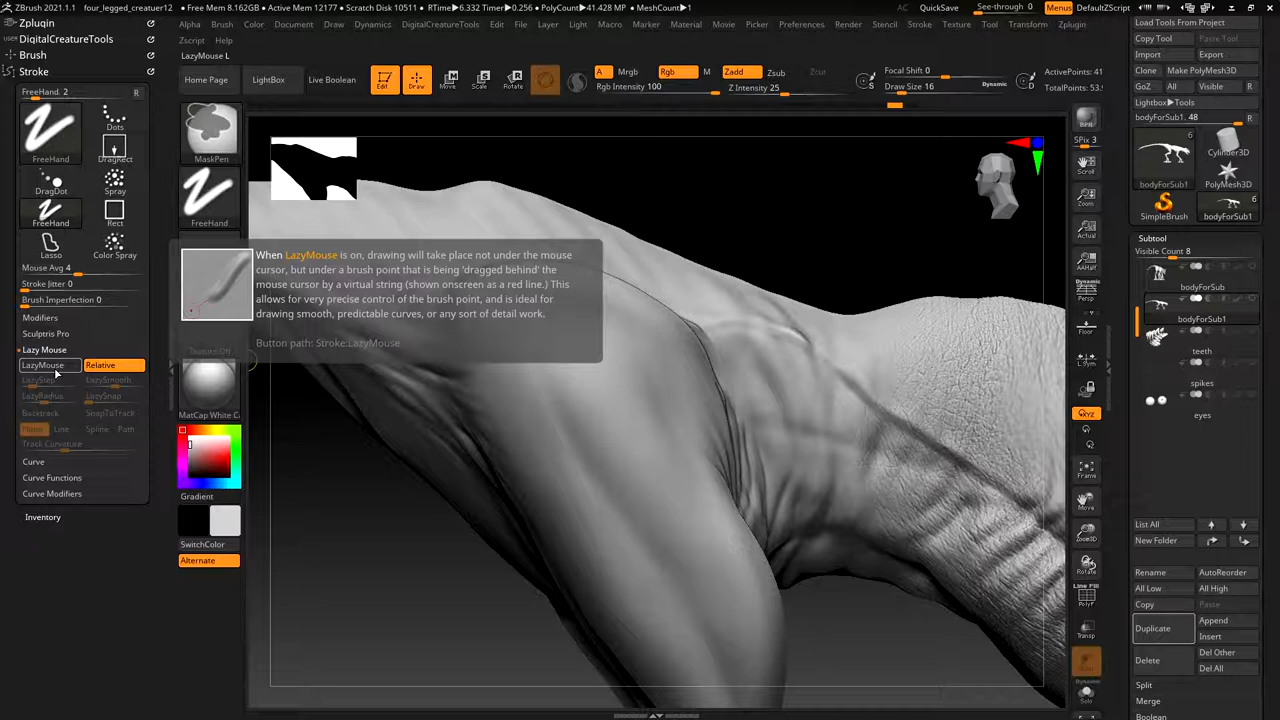 ZBrush 2021.1.1 four_legged_creatuer12 • Free Mem 8.162GB • Active Mem 12177 • Scratch Disk 10511 • RTime▶6.332 Timer▶0.256 • PolyCount▶41.428 MP • MeshCount▶1 AC QuickSave See-through 0 Menus DefaultZScript
Zplugin
Alpha Brush Color Document Draw Dynamics DigitalCreatureTools Edit File Layer Light Macro Marker Material Movie Picker Preferences Render Stencil Stroke Texture Tool Transform Zplugin
DigitalCreatureTools
Zscript Help
Brush
LazyMouse L
Stroke
Home Page LightBox Live Boolean
Edit Draw Move Scale Rotate
A Mrgb Rgb M Zadd Zsub Zcut
Rgb Intensity 100 Z Intensity 25
Focal Shift 0
Draw Size 16 Dynamic
S D
ActivePoints: 41
TotalPoints: 53.
FreeHand. 2 R
FreeHand
Dots
DragRect
DragDot Spray
FreeHand Rect
Lasso Color Spray
Mouse Avg 4
Stroke Jitter 0
Brush Imperfection 0
Modifiers
Sculptris Pro
Lazy Mouse
LazyMouse Relative
LazyStep LazySmooth
LazyRadius LazySnap
Backtrack SnapToTrack
Plane Line Spline Path
Track Curvature
Curve
Curve Functions
Curve Modifiers
Inventory
MaskPen
FreeHand
Texture Off
MatCap White C
Gradient
SwitchColor
Alternate
When LazyMouse is on, drawing will take place not under the mouse
cursor, but under a brush point that is being 'dragged behind' the
mouse cursor by a virtual string (shown onscreen as a red line.) This
allows for very precise control of the brush point, and is ideal for
drawing smooth, predictable curves, or any sort of detail work.
Button path: Stroke:LazyMouse
BPR
SPix 3
Scroll
Zoom
Actual
AAHalf
Dynamic
Persp
Floor
L.Sym
XYZ
Frame
Move
Zoom3D
Rotate
Line Fill
PolyF
Transp
Dynamic
Solo
Load Tools From Project
Copy Tool Paste Tool
Import Export
Clone Make PolyMesh3D
GoZ All Visible R
Lightbox▶Tools
bodyForSub1. 48 R
6
bodyForSub1
Cylinder3D
PolyMesh3D
SimpleBrush
6
bodyForSub1
Subtool
Visible Count 8
bodyForSub
bodyForSub1
teeth
spikes
eyes
List All
New Folder
Rename AutoReorder
All Low All High
Copy Paste
Duplicate Append
Insert
Delete Del Other
Del All
Split
Merge
Boolean